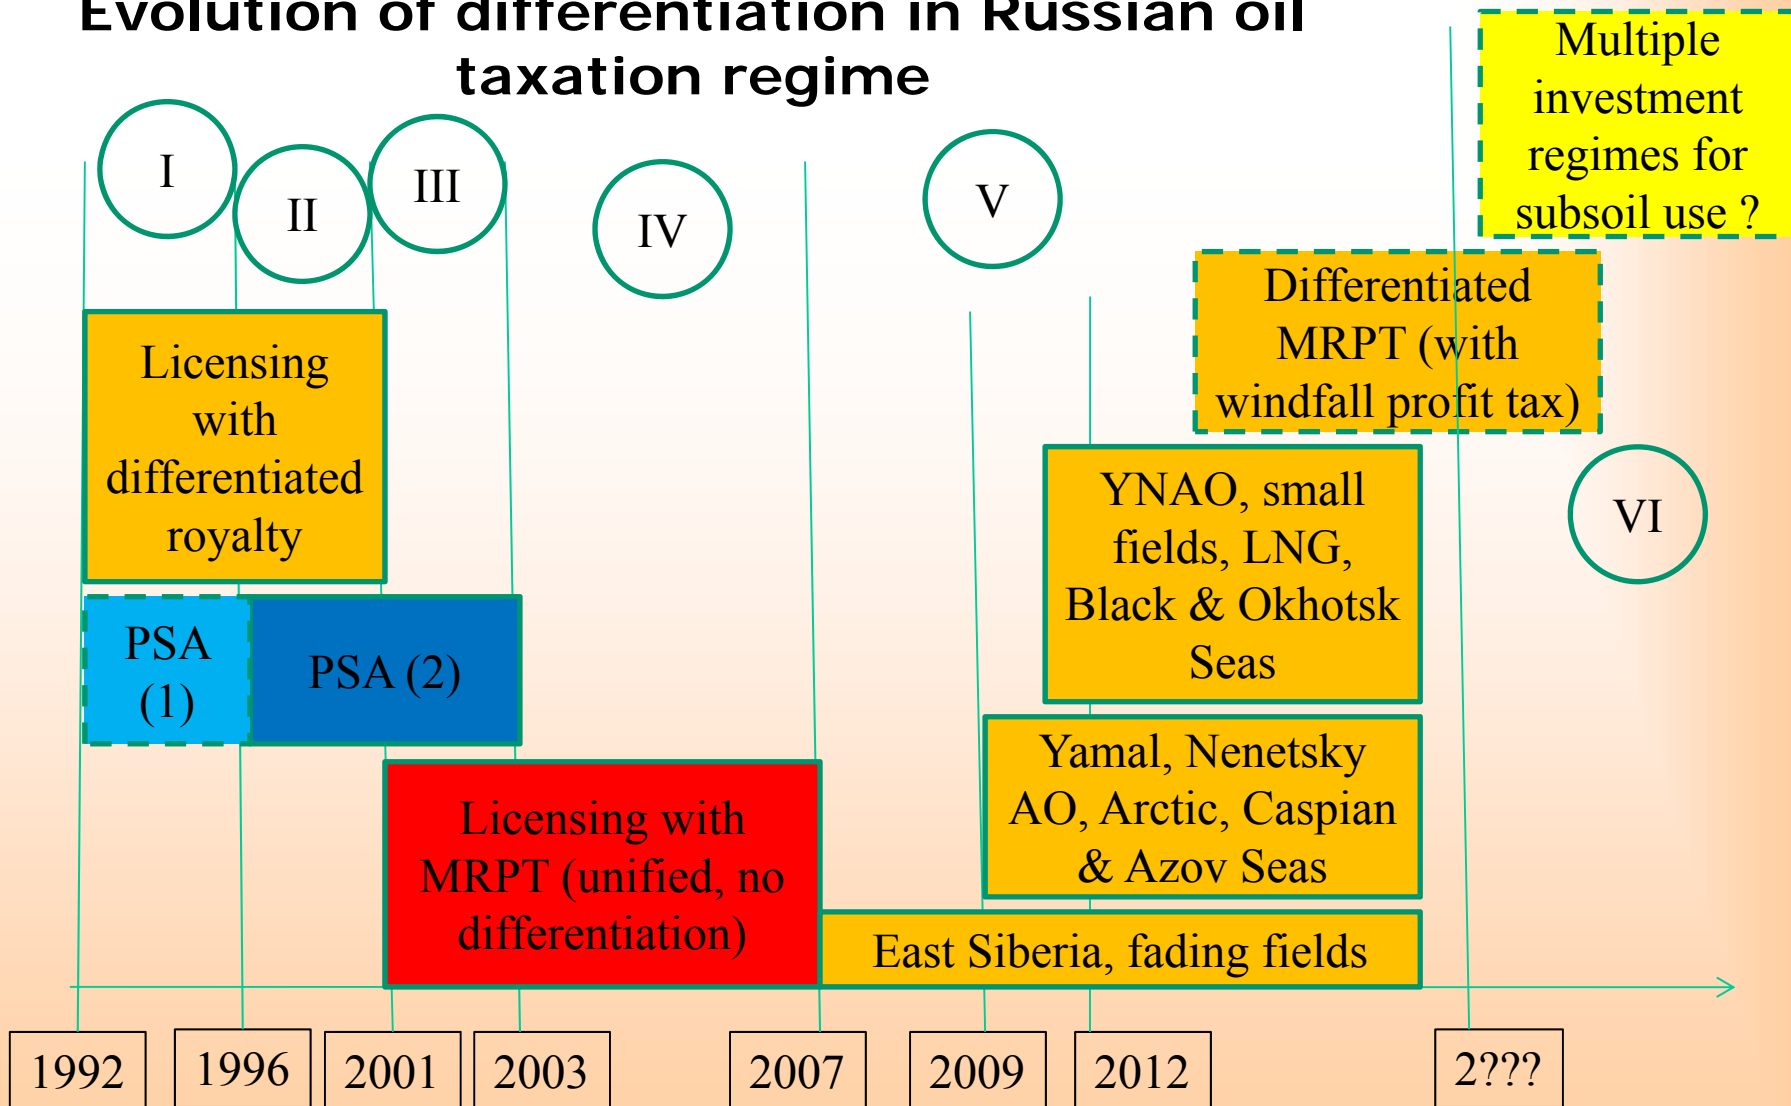 Evolution of differentiation in Russian oil
taxation regime
I
II
III
IV
V
Multiple
investment
regimes for
subsoil use ?
Differentiated
MRPT (with
windfall profit tax)
Licensing
with
differentiated
royalty
YNAO, small
fields, LNG,
Black & Okhotsk
Seas
VI
PSA
(1)
PSA (2)
Yamal, Nenetsky
AO, Arctic, Caspian
& Azov Seas
Licensing with
MRPT (unified, no
differentiation)
East Siberia, fading fields
1992
1996
2001
2003
2007
2009
2012
2???